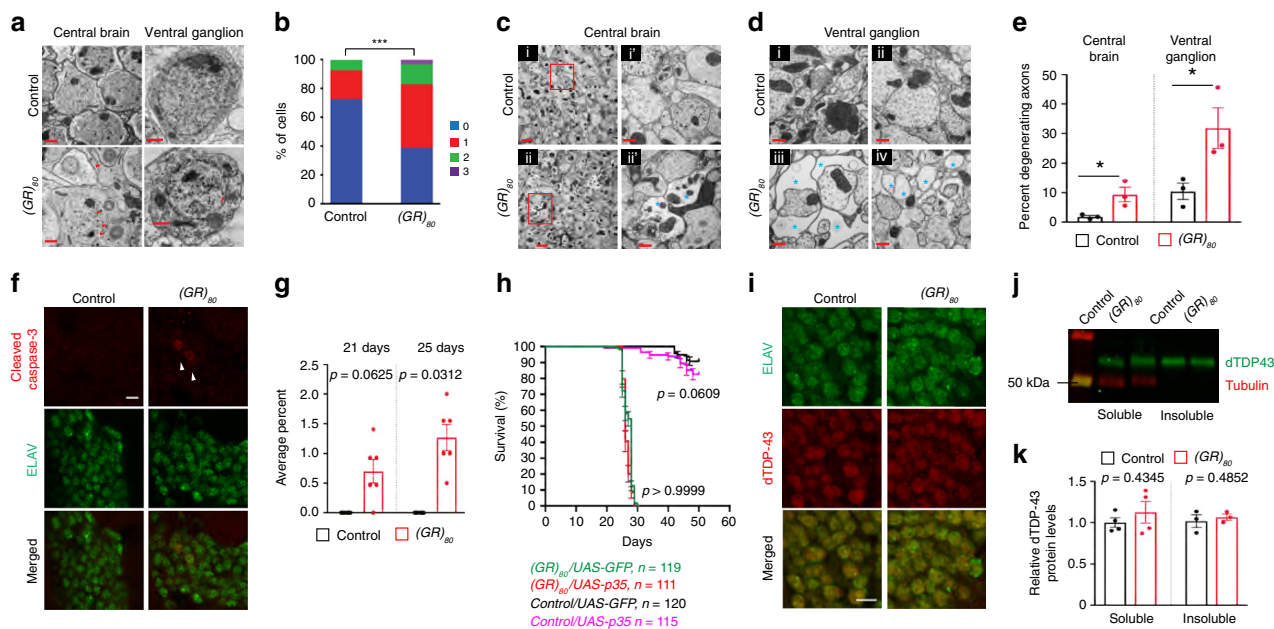 a
Central brain
Ventral ganglion
Control
(GR)80
b
***
100
80
60
40
20
0
% of cells
0
1
2
3
Control
(GR)80
c
Central brain
Control
(GR)80
i
i'
ii
ii'
*
d
Ventral ganglion
Control
(GR)80
i
ii
iii
iv
*
e
Central
brain
Ventral
ganglion
*
*
50
40
30
20
10
0
Percent degenerating axons
Control
(GR)80
f
Control
(GR)80
Cleaved
caspase-3
ELAV
Merged
g
21 days
25 days
p = 0.0625
p = 0.0312
2.5
2.0
1.5
1.0
0.5
0.0
Average percent
Control
(GR)80
h
100
90
80
70
60
50
40
30
20
10
0
Survival (%)
p = 0.0609
p > 0.9999
0 10 20 30 40 50 60
Days
(GR)80/UAS-GFP, n = 119
(GR)80/UAS-p35, n = 111
Control/UAS-GFP, n = 120
Control/UAS-p35 n = 115
i
Control
(GR)80
ELAV
dTDP-43
Merged
j
Control
(GR)80
Control
(GR)80
50 kDa
dTDP43
Tubulin
Soluble
Insoluble
k
Control
(GR)80
p = 0.4345
p = 0.4852
1.5
1.0
0.5
0
Relative dTDP-43
protein levels
Soluble
Insoluble